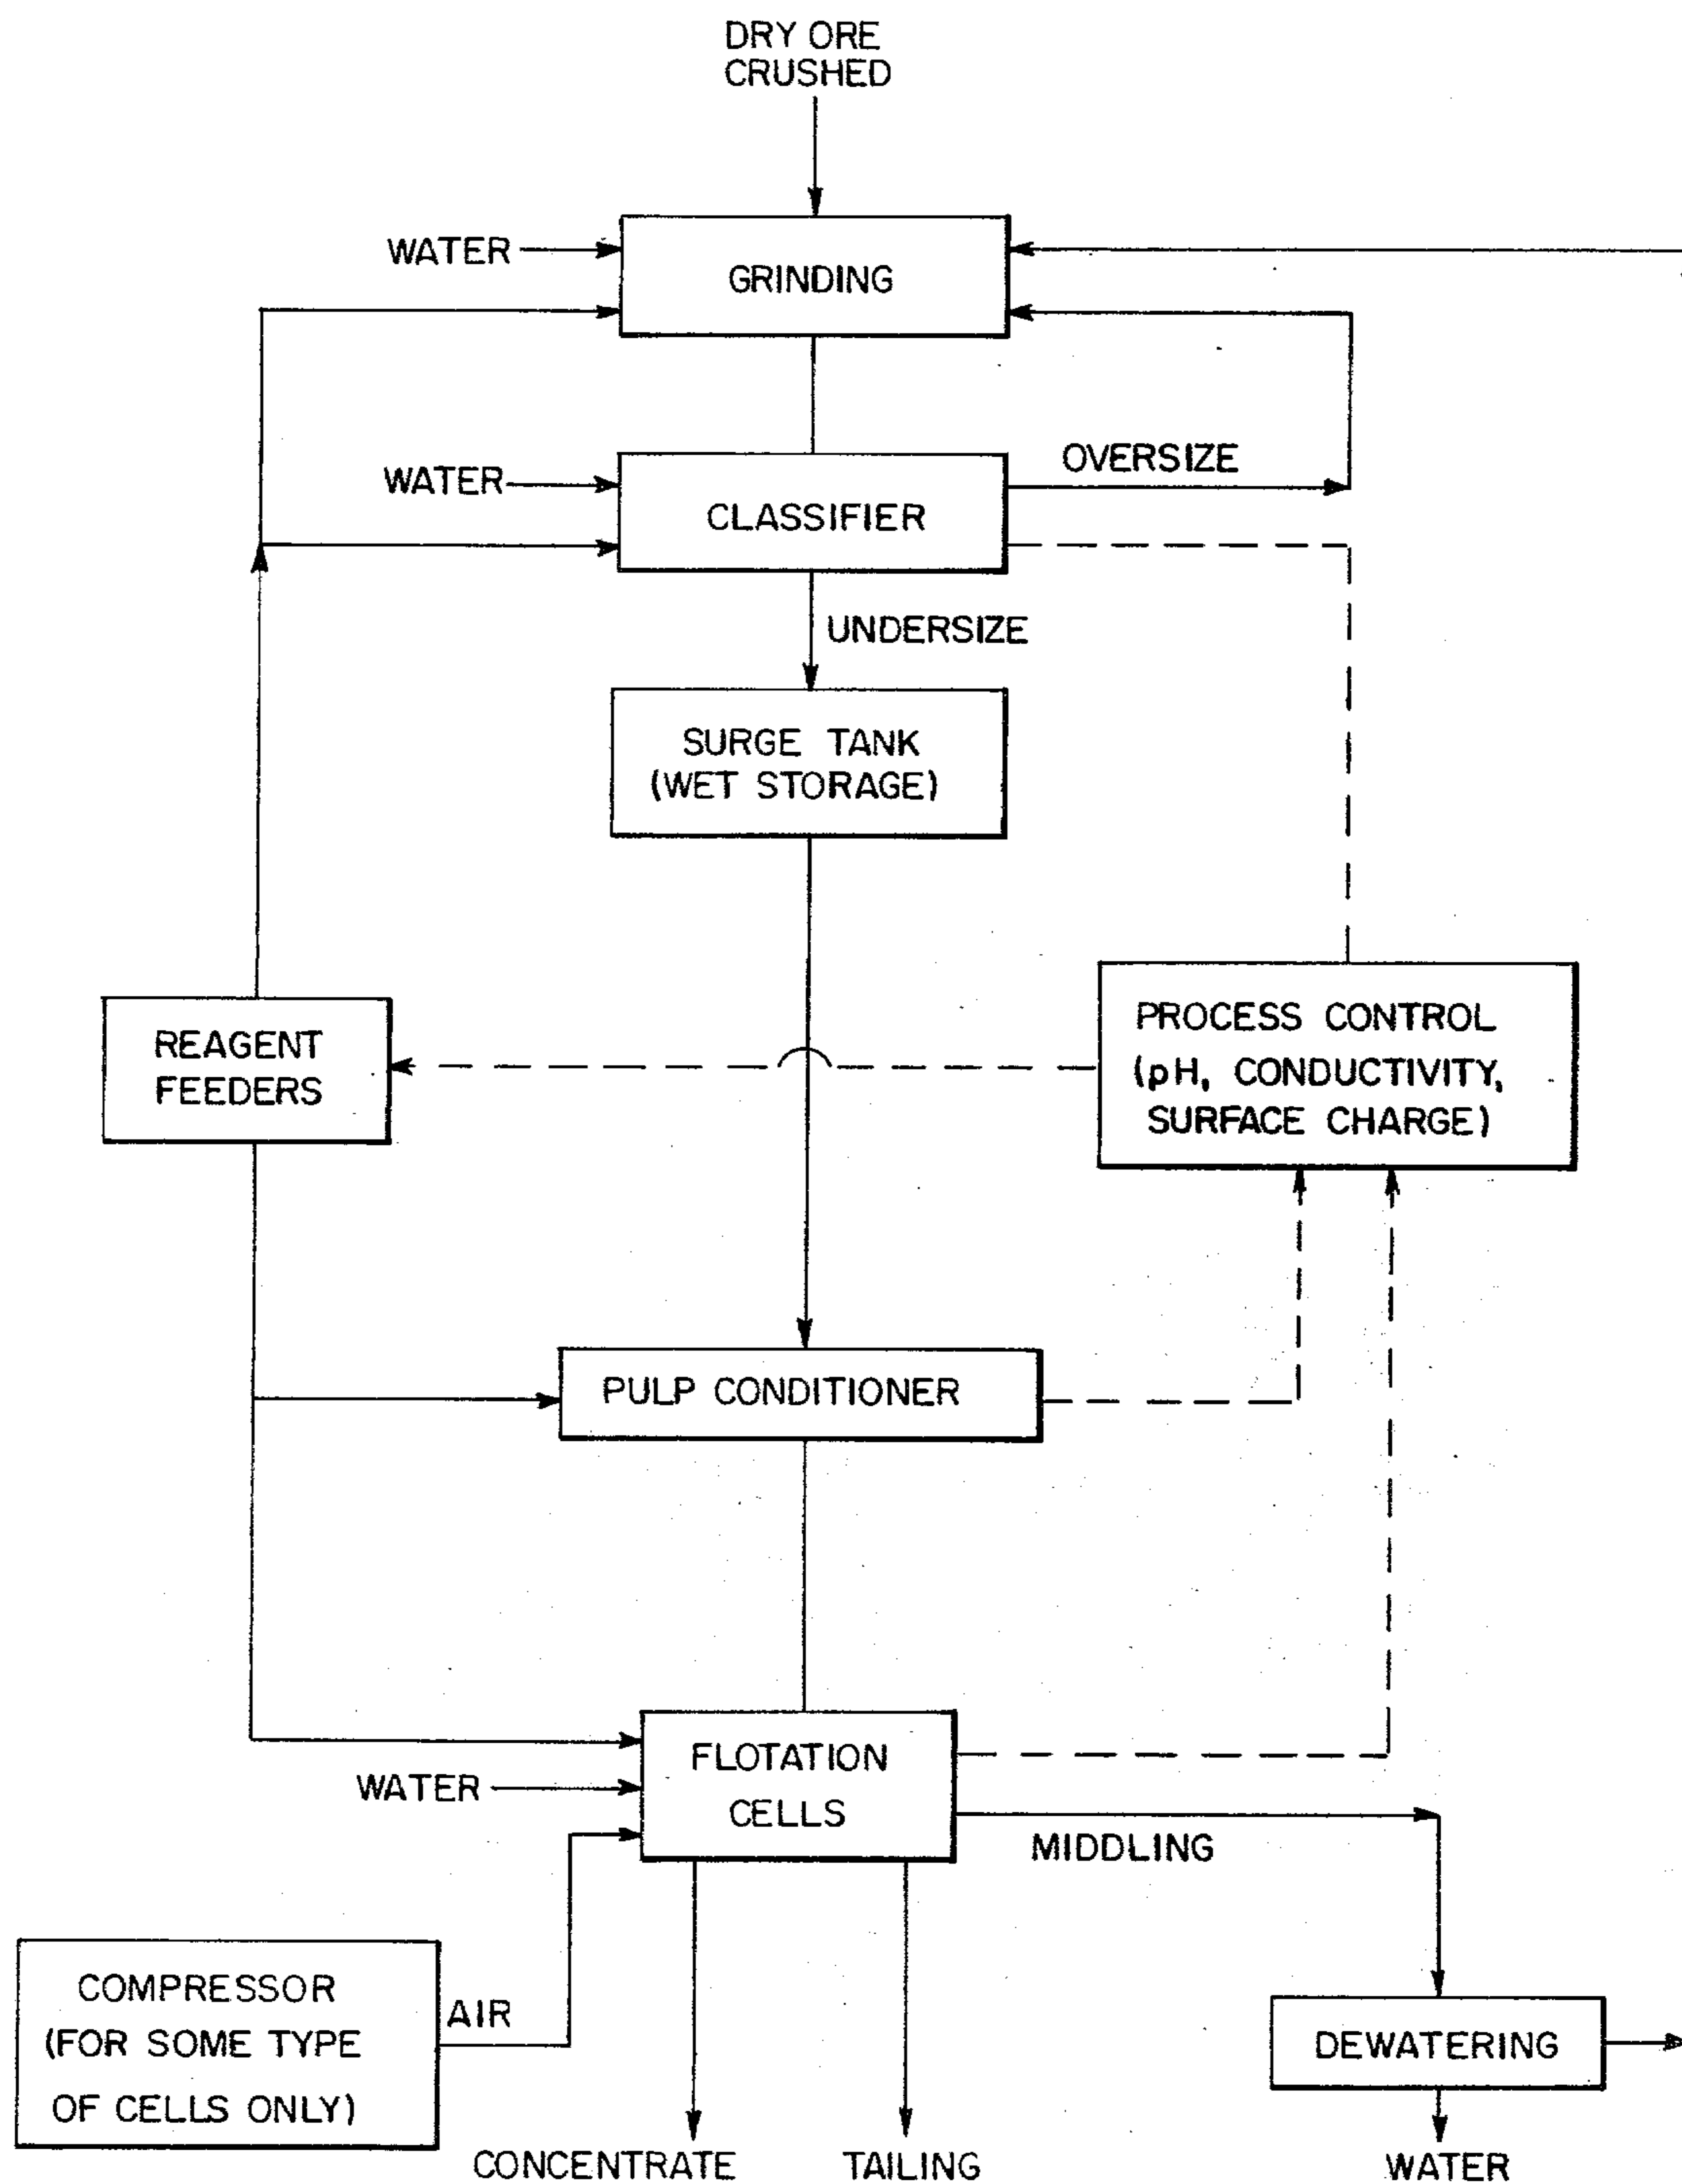 DRY ORE
CRUSHED
WATER
GRINDING
WATER
CLASSIFIER
OVERSIZE
UNDERSIZE
SURGE TANK
(WET STORAGE)
REAGENT
FEEDERS
PROCESS CONTROL
(pH, CONDUCTIVITY,
SURFACE CHARGE)
PULP CONDITIONER
FLOTATION
CELLS
WATER
MIDDLING
COMPRESSOR
(FOR SOME TYPE
OF CELLS ONLY)
AIR
DEWATERING
CONCENTRATE
TAILING
WATER